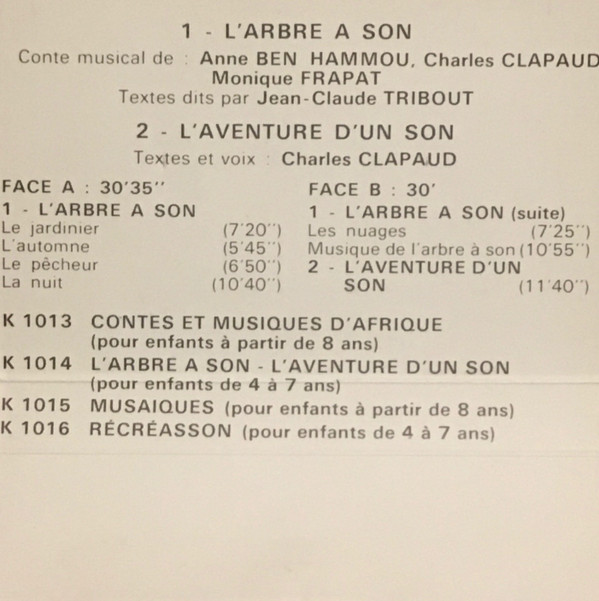 1 - L'ARBRE A SON
Conte musical de : Anne BEN HAMMOU, Charles CLAPAUD
Monique FRAPAT
Textes dits par Jean-Claude TRIBOUT
2 - L'AVENTURE D'UN SON
Textes et voix : Charles CLAPAUD
FACE A : 30'35''
1 - L'ARBRE A SON
Le jardinier (7'20'')
L'automne (5'45'')
Le pêcheur (6'50'')
La nuit (10'40'')
FACE B : 30'
1 - L'ARBRE A SON (suite)
Les nuages (7'25'')
Musique de l'arbre à son (10'55'')
2 - L'AVENTURE D'UN
SON (11'40'')
K 1013 CONTES ET MUSIQUES D'AFRIQUE
(pour enfants à partir de 8 ans)
K 1014 L'ARBRE A SON - L'AVENTURE D'UN SON
(pour enfants de 4 à 7 ans)
K 1015 MUSAIQUES (pour enfants à partir de 8 ans)
K 1016 RÉCRÉASSON (pour enfants de 4 à 7 ans)